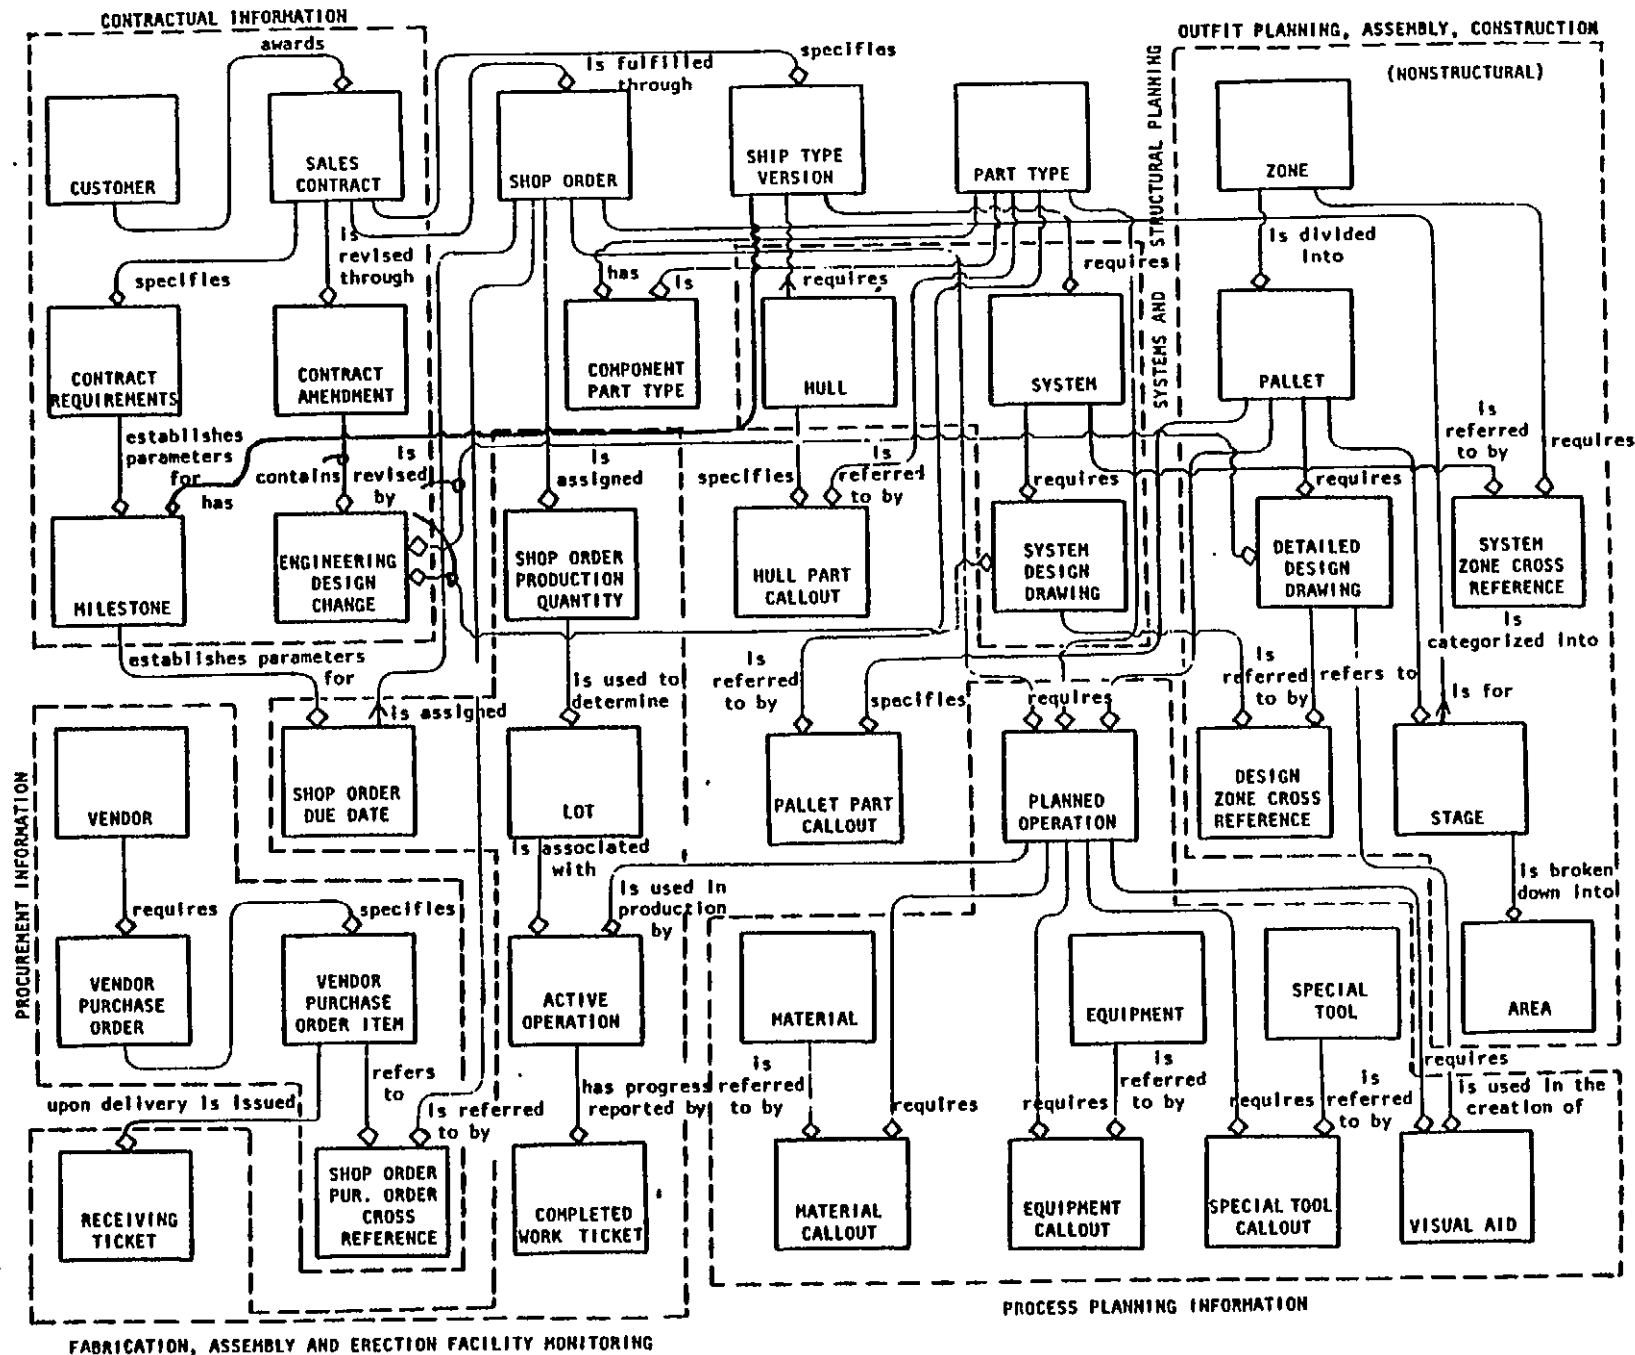 CONTRACTUAL INFORMATION
OUTFIT PLANNING, ASSEMBLY, CONSTRUCTION
(NONSTRUCTURAL)
SYSTEMS AND STRUCTURAL PLANNING
awards
is fulfilled
through
specifies
CUSTOMER
SALES
CONTRACT
SHOP ORDER
SHIP TYPE
VERSION
PART TYPE
ZONE
specifies
is
revised
through
has
is
requires
requires
is divided
into
CONTRACT
REQUIREMENTS
CONTRACT
AMENDMENT
COMPONENT
PART TYPE
HULL
SYSTEM
PALLET
establishes
parameters
for
has
contains
is
revised
by
is
assigned
specifies
is
referred
to by
requires
requires
is
referred
to by
requires
MILESTONE
ENGINEERING
DESIGN
CHANGE
SHOP ORDER
PRODUCTION
QUANTITY
HULL PART
CALLOUT
SYSTEM
DESIGN
DRAWING
DETAILED
DESIGN
DRAWING
SYSTEM
ZONE CROSS
REFERENCE
is
categorized into
establishes parameters
for
is assigned
is used to
determine
is
referred
to by
specifies
requires
is
referred
to by
refers to
is for
PROCUREMENT INFORMATION
VENDOR
SHOP ORDER
DUE DATE
LOT
PALLET PART
CALLOUT
PLANNED
OPERATION
DESIGN
ZONE CROSS
REFERENCE
STAGE
is associated
with
is used in
production
by
is broken
down into
requires
specifies
VENDOR
PURCHASE
ORDER
VENDOR
PURCHASE
ORDER ITEM
ACTIVE
OPERATION
MATERIAL
EQUIPMENT
SPECIAL
TOOL
AREA
upon delivery is issued
refers
to
is referred
to by
has progress
reported by
is
referred
to by
requires
requires
is
referred
to by
requires
is
referred
to by
requires
is used in the
creation of
RECEIVING
TICKET
SHOP ORDER
PUR. ORDER
CROSS
REFERENCE
COMPLETED
WORK TICKET
MATERIAL
CALLOUT
EQUIPMENT
CALLOUT
SPECIAL TOOL
CALLOUT
VISUAL AID
PROCESS PLANNING INFORMATION
FABRICATION, ASSEMBLY AND ERECTION FACILITY MONITORING